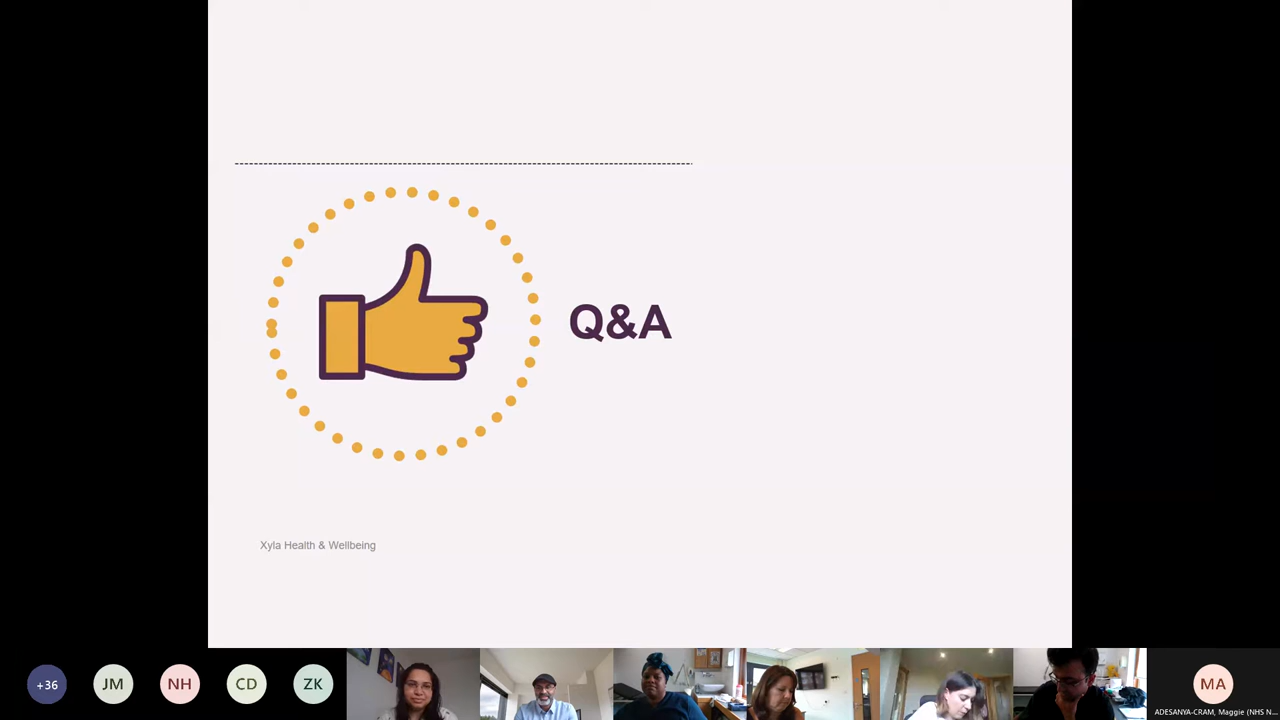 Q&A
Xyla Health & Wellbeing
+36
JM
NH
CD
ZK
MA
ADESANYA-CRAM, Maggie (NHS N...